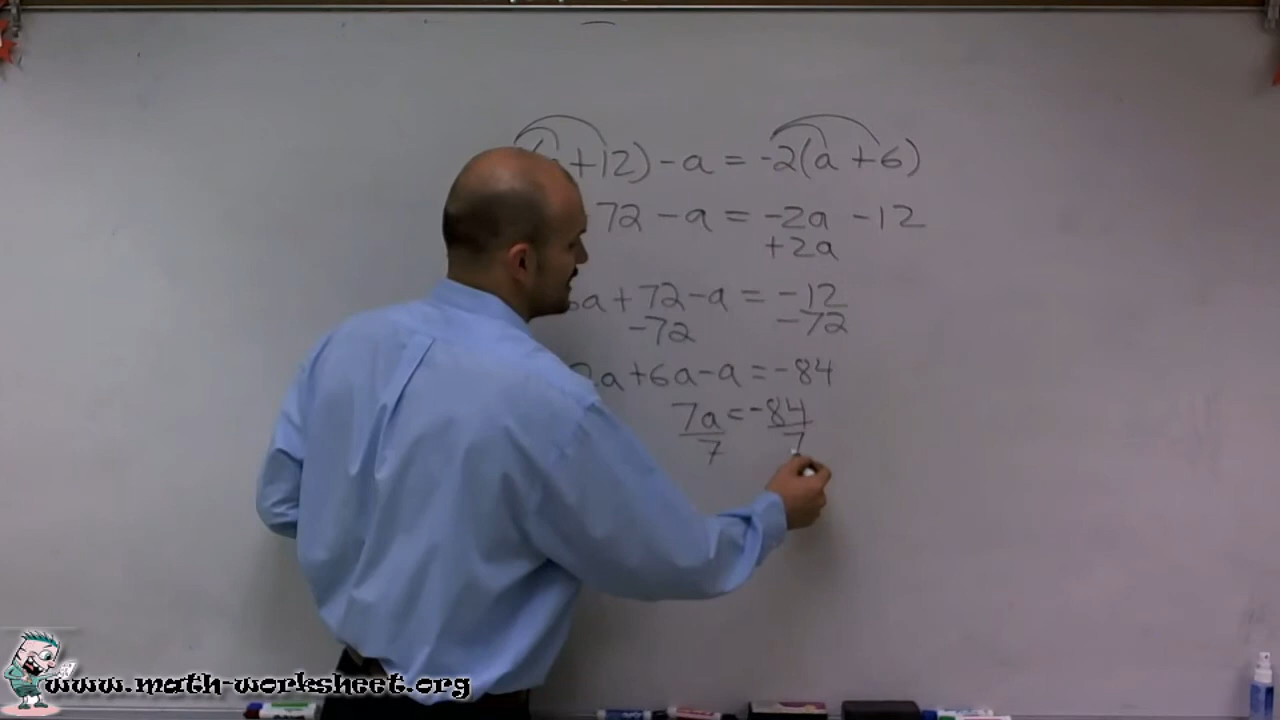 +12) - a = -2(a + 6)
72 - a = -2a - 12
+2a
a + 72 - a = -12
-72 -72
a + 6a - a = -84
7a = -84
7 7
www.math-worksheet.org